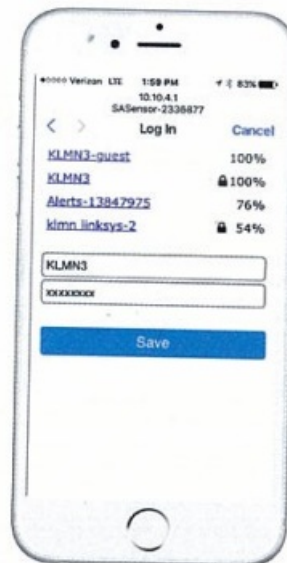 ●○○○○ Verizon LTE 1:59 PM 83%
10.10.4.1
SASensor-2336877
< > Log In Cancel
KLMN3-guest 100%
KLMN3 100%
Alerts-13847975 76%
klmn linksys-2 54%
KLMN3
xxxxxxxx
Save